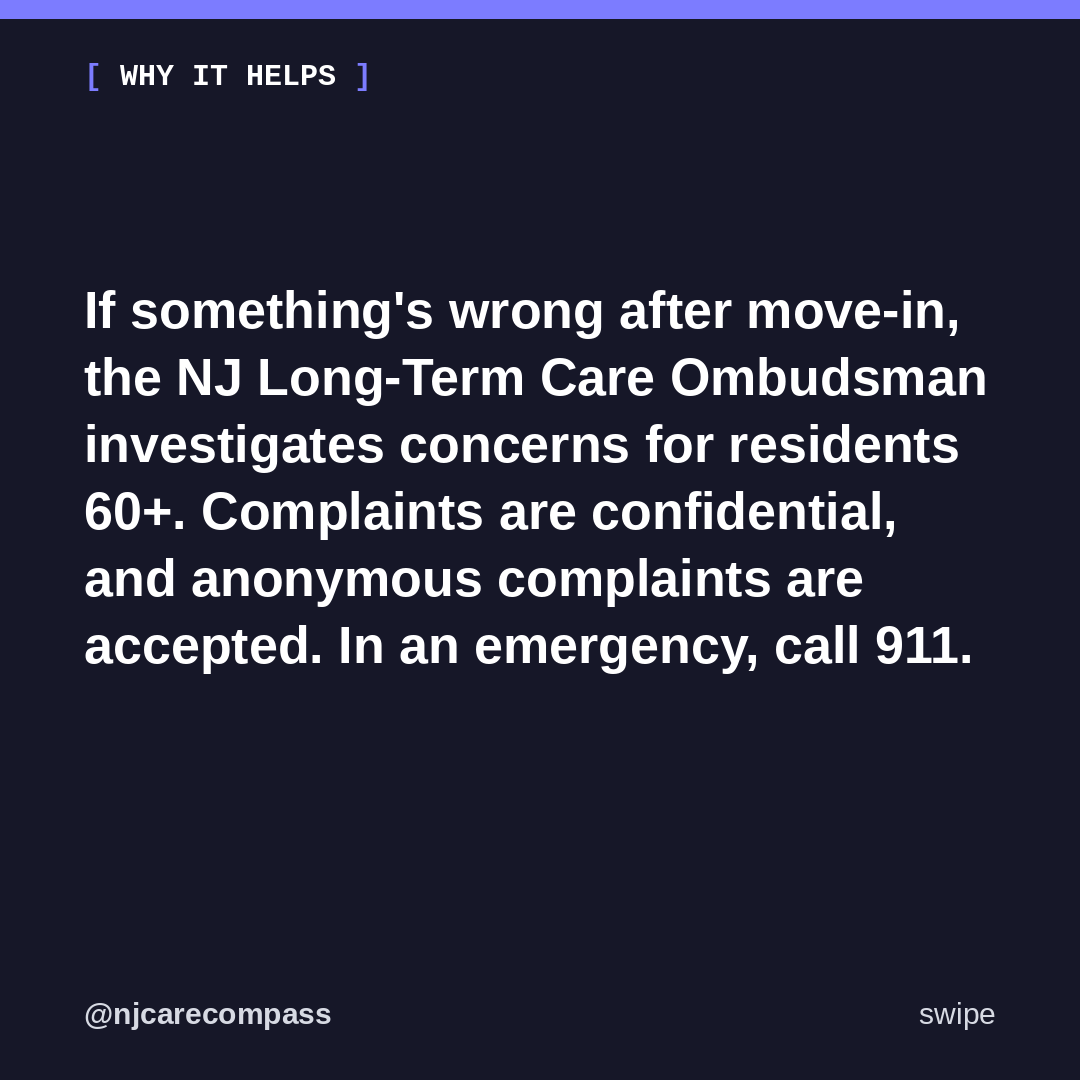 [ WHY IT HELPS ]
If something's wrong after move-in,
the NJ Long-Term Care Ombudsman
investigates concerns for residents
60+. Complaints are confidential,
and anonymous complaints are
accepted. In an emergency, call 911.
@njcarecompass
swipe